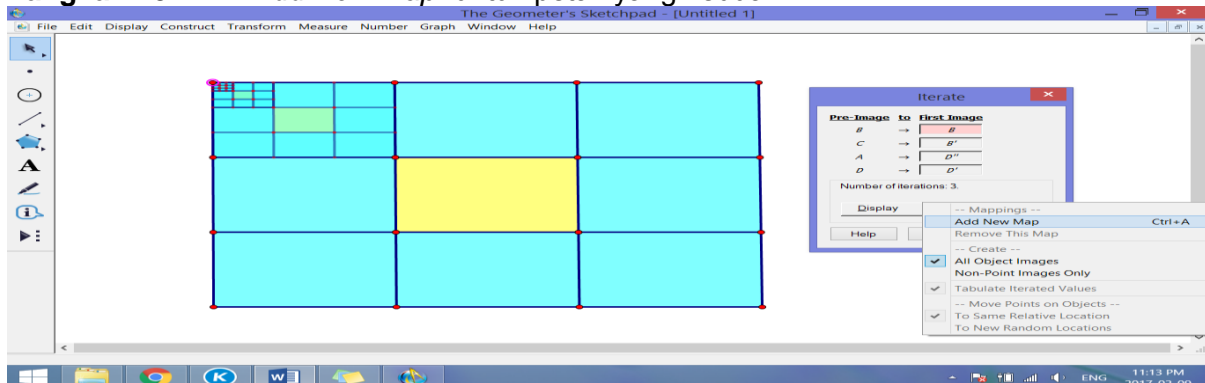 The Geometer's Sketchpad - [Untitled 1]
File Edit Display Construct Transform Measure Number Graph Window Help
A
Iterate
Pre-Image to First Image
B → B
C → B'
A → D''
D → D'
Number of iterations: 3.
Display
Help
-- Mappings --
Add New Map Ctrl+A
Remove This Map
-- Create --
All Object Images
Non-Point Images Only
Tabulate Iterated Values
-- Move Points on Objects --
To Same Relative Location
To New Random Locations
K
W
ENG
11:13 PM